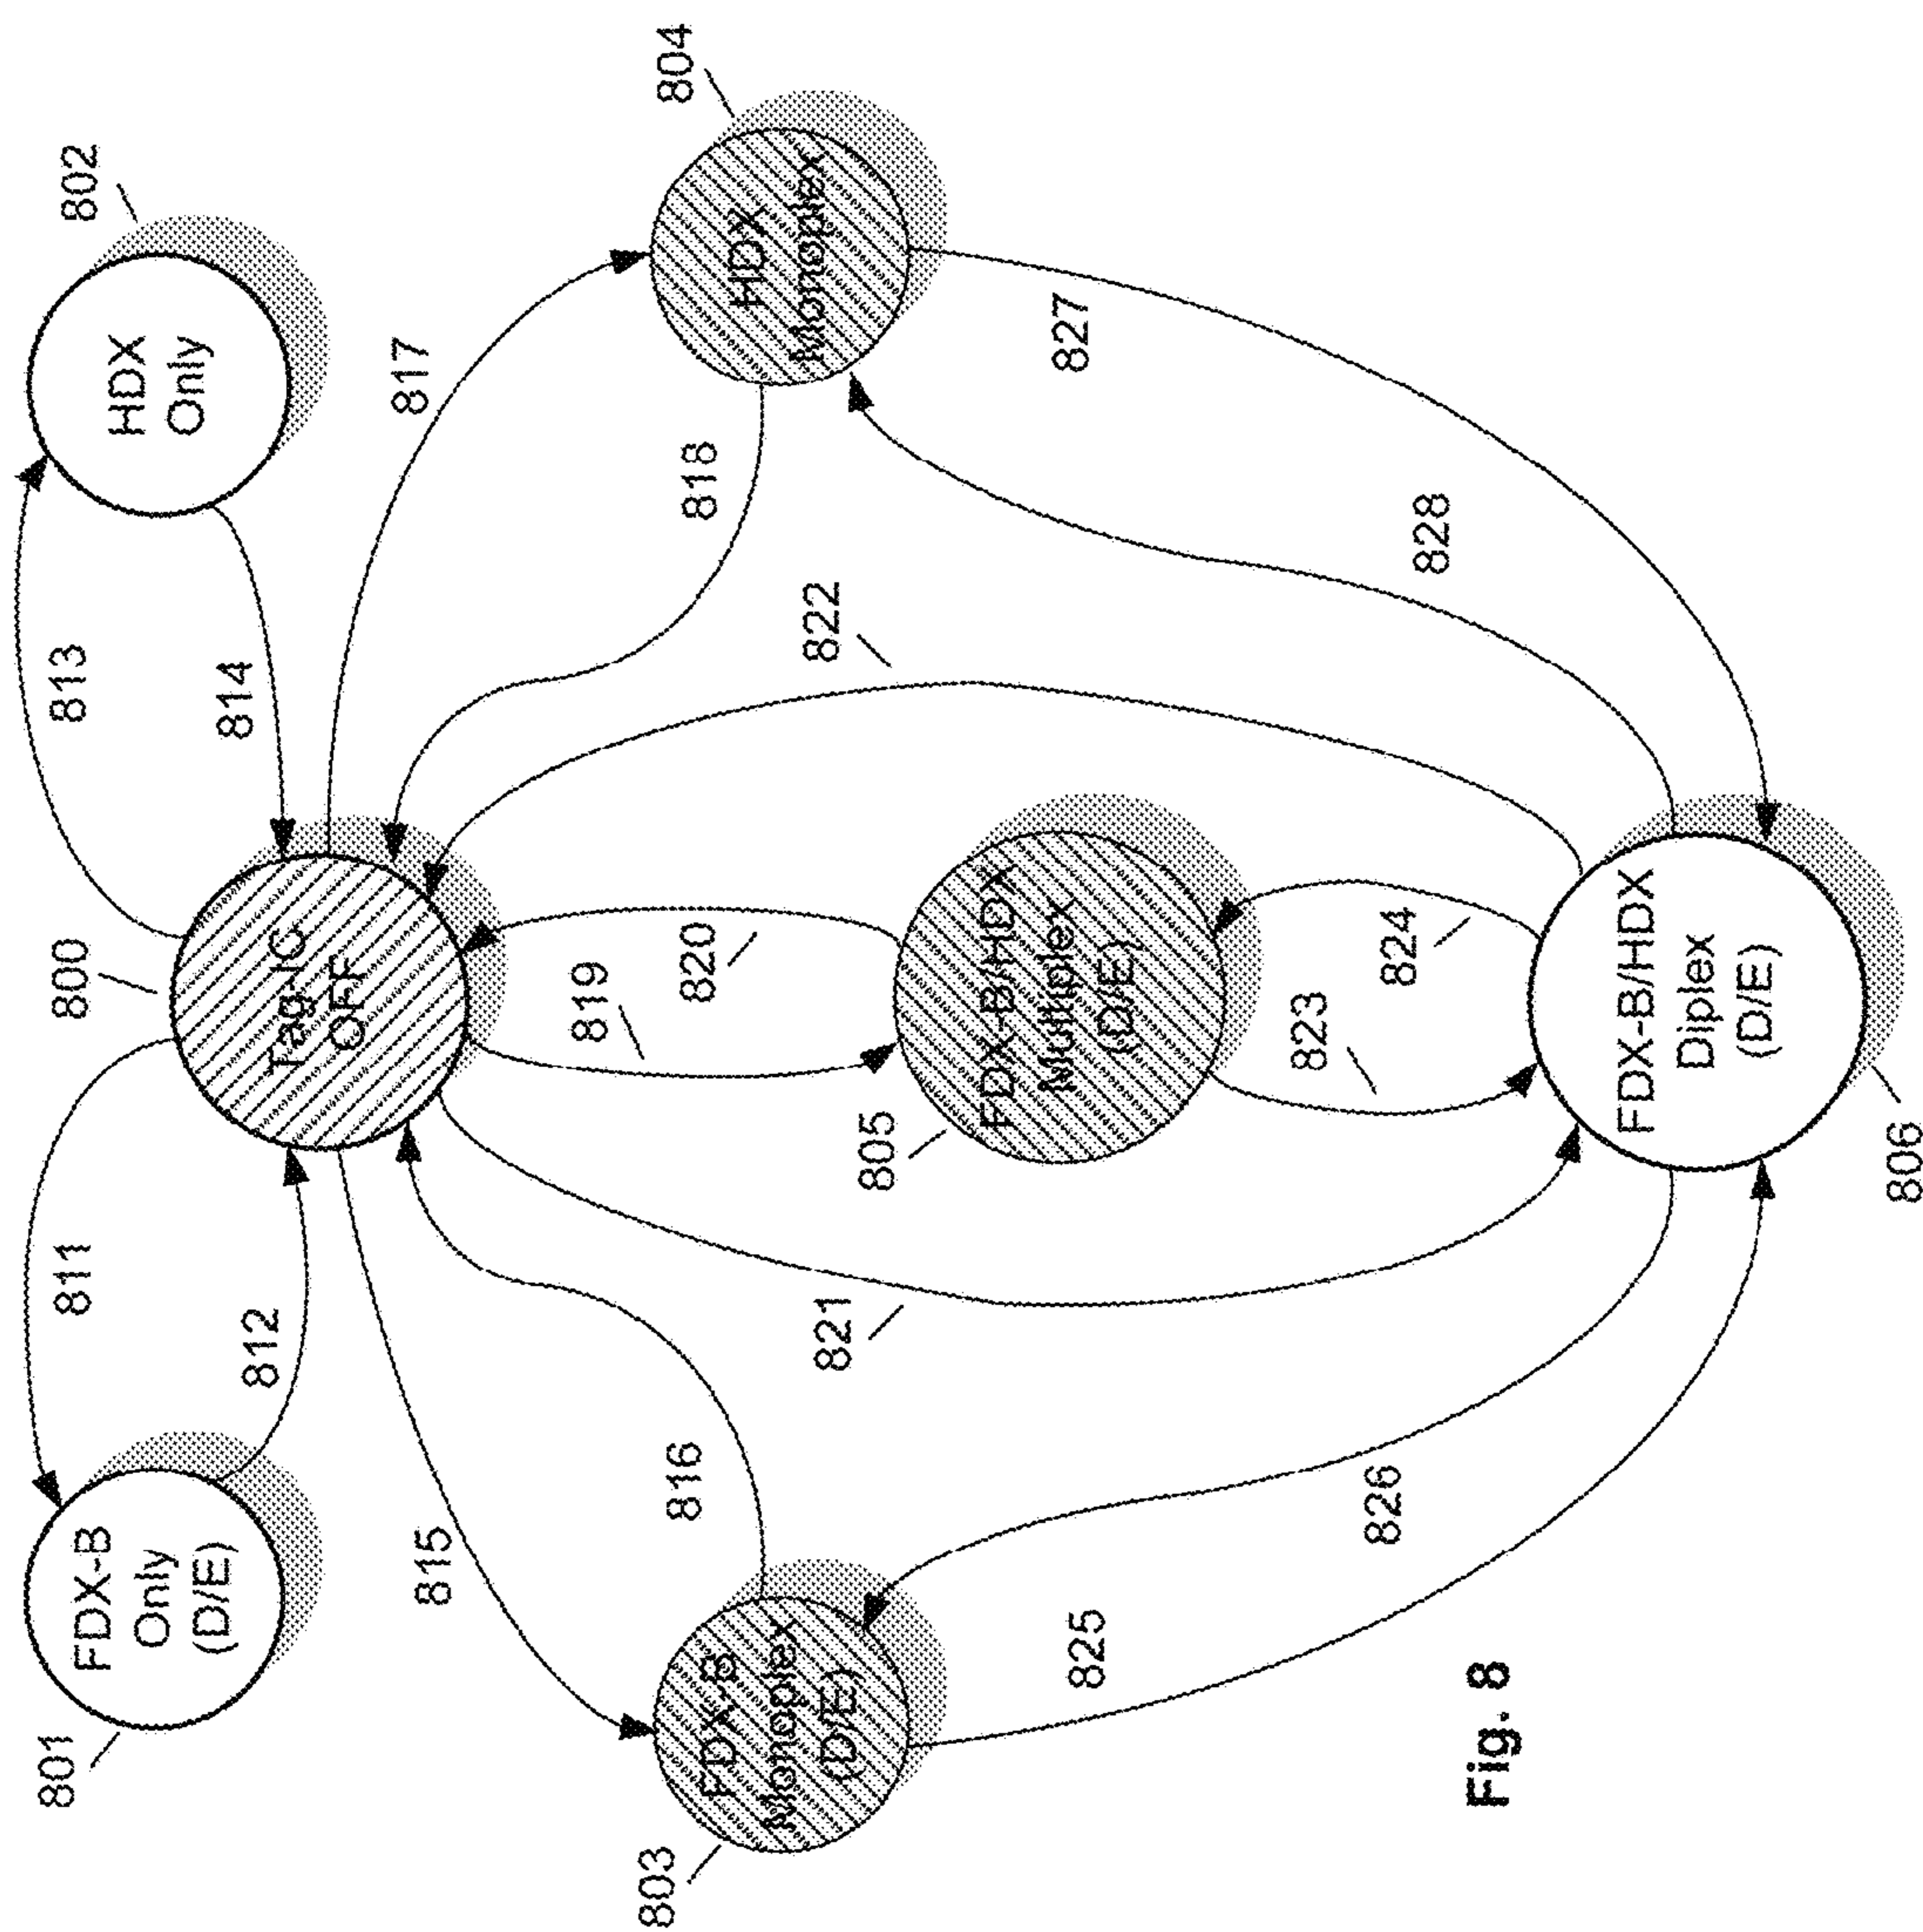 801
811
800
813
802
FDX-B
Only
(D/E)
HDX
Only
812
814
Tag-IC
OFF
815
817
803
804
816
818
819
820
FDX-B
Monoplex
(D/E)
HDX
Monoplex
821
822
805
FDX-B/HDX
Multiplex
(D/E)
825
827
823
824
826
828
Fig. 8
FDX-B/HDX
Diplex
(D/E)
806